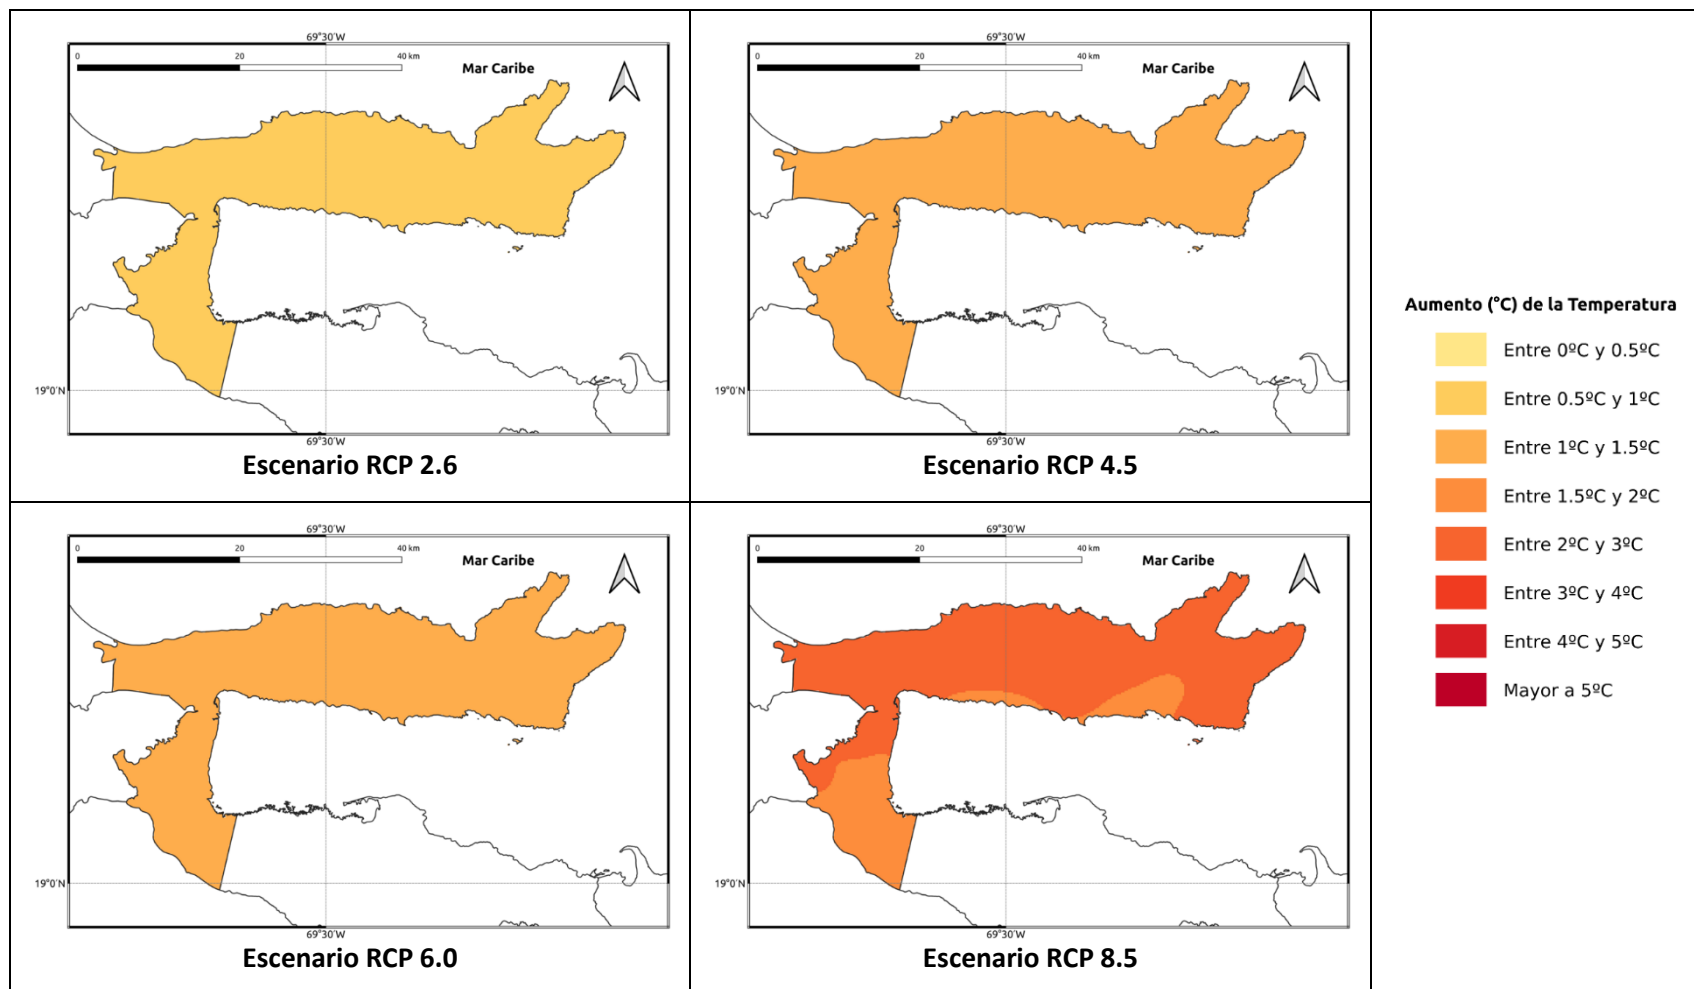 69°30'W
0 20 40 km
Mar Caribe
19°0'N
69°30'W
Escenario RCP 2.6
69°30'W
0 20 40 km
Mar Caribe
19°0'N
69°30'W
Escenario RCP 4.5
69°30'W
0 20 40 km
Mar Caribe
19°0'N
69°30'W
Escenario RCP 6.0
69°30'W
0 20 40 km
Mar Caribe
19°0'N
69°30'W
Escenario RCP 8.5
Aumento (°C) de la Temperatura
Entre 0ºC y 0.5ºC
Entre 0.5ºC y 1ºC
Entre 1ºC y 1.5ºC
Entre 1.5ºC y 2ºC
Entre 2ºC y 3ºC
Entre 3ºC y 4ºC
Entre 4ºC y 5ºC
Mayor a 5ºC